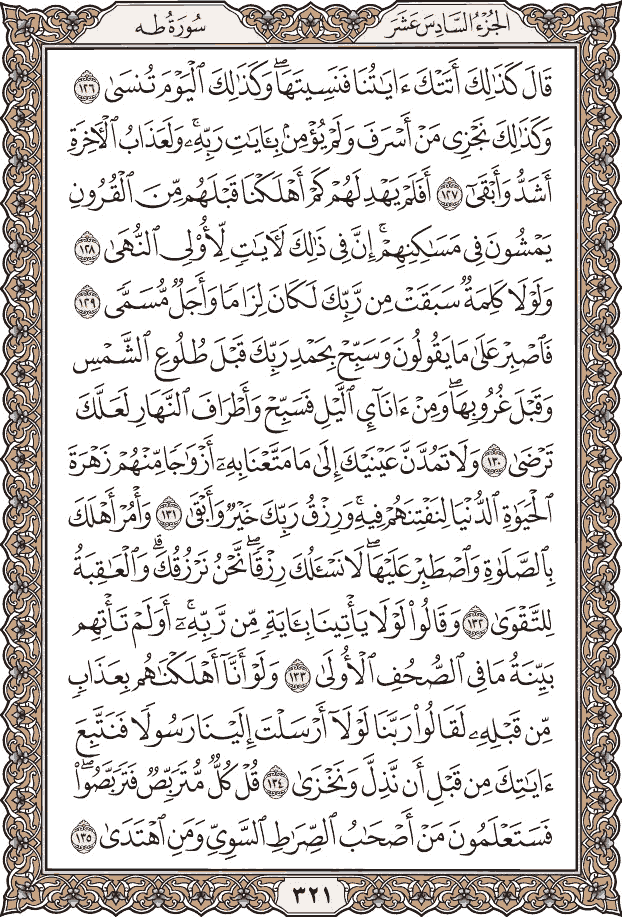 الجُزْءُ السَّادِسَ عَشَرَ
سُورَةُ طه
قَالَ كَذَٰلِكَ أَتَتْكَ ءَايَٰتُنَا فَنَسِيتَهَاۖ وَكَذَٰلِكَ ٱلْيَوْمَ تُنسَىٰ ١٢٦
وَكَذَٰلِكَ نَجْزِى مَنْ أَسْرَفَ وَلَمْ يُؤْمِنۢ بِـَٔايَٰتِ رَبِّهِۦۚ وَلَعَذَابُ ٱلْءَاخِرَةِ
أَشَدُّ وَأَبْقَىٰٓ ١٢٧ أَفَلَمْ يَهْدِ لَهُمْ كَمْ أَهْلَكْنَا قَبْلَهُم مِّنَ ٱلْقُرُونِ
يَمْشُونَ فِى مَسَٰكِنِهِمْۚ إِنَّ فِى ذَٰلِكَ لَءَايَٰتٍ لِّأُو۟لِى ٱلنُّهَىٰ ١٢٨
وَلَوْلَا كَلِمَةٌ سَبَقَتْ مِن رَّبِّكَ لَكَانَ لِزَامًا وَأَجَلٌ مُّسَمًّى ١٢٩
فَٱصْبِرْ عَلَىٰ مَا يَقُولُونَ وَسَبِّحْ بِحَمْدِ رَبِّكَ قَبْلَ طُلُوعِ ٱلشَّمْسِ
وَقَبْلَ غُرُوبِهَاۖ وَمِنْ ءَانَآئِ ٱلَّيْلِ فَسَبِّحْ وَأَطْرَافَ ٱلنَّهَارِ لَعَلَّكَ
تَرْضَىٰ ١٣٠ وَلَا تَمُدَّنَّ عَيْنَيْكَ إِلَىٰ مَا مَتَّعْنَا بِهِۦٓ أَزْوَٰجًا مِّنْهُمْ زَهْرَةَ
ٱلْحَيَوٰةِ ٱلدُّنْيَا لِنَفْتِنَهُمْ فِيهِۚ وَرِزْقُ رَبِّكَ خَيْرٌ وَأَبْقَىٰ ١٣١ وَأْمُرْ أَهْلَكَ
بِٱلصَّلَوٰةِ وَٱصْطَبِرْ عَلَيْهَاۖ لَا نَسْـَٔلُكَ رِزْقًاۖ نَّحْنُ نَرْزُقُكَۗ وَٱلْعَٰقِبَةُ
لِلتَّقْوَىٰ ١٣٢ وَقَالُوا۟ لَوْلَا يَأْتِينَا بِـَٔايَةٍ مِّن رَّبِّهِۦٓۚ أَوَلَمْ تَأْتِهِم
بَيِّنَةُ مَا فِى ٱلصُّحُفِ ٱلْأُولَىٰ ١٣٣ وَلَوْ أَنَّآ أَهْلَكْنَٰهُم بِعَذَابٍ
مِّن قَبْلِهِۦ لَقَالُوا۟ رَبَّنَا لَوْلَآ أَرْسَلْتَ إِلَيْنَا رَسُولًا فَنَتَّبِعَ
ءَايَٰتِكَ مِن قَبْلِ أَن نَّذِلَّ وَنَخْزَىٰ ١٣٤ قُلْ كُلٌّ مُّتَرَبِّصٌ فَتَرَبَّصُوا۟ۖ
فَسَتَعْلَمُونَ مَنْ أَصْحَٰبُ ٱلصِّرَٰطِ ٱلسَّوِىِّ وَمَنِ ٱهْتَدَىٰ ١٣٥
٣٢١